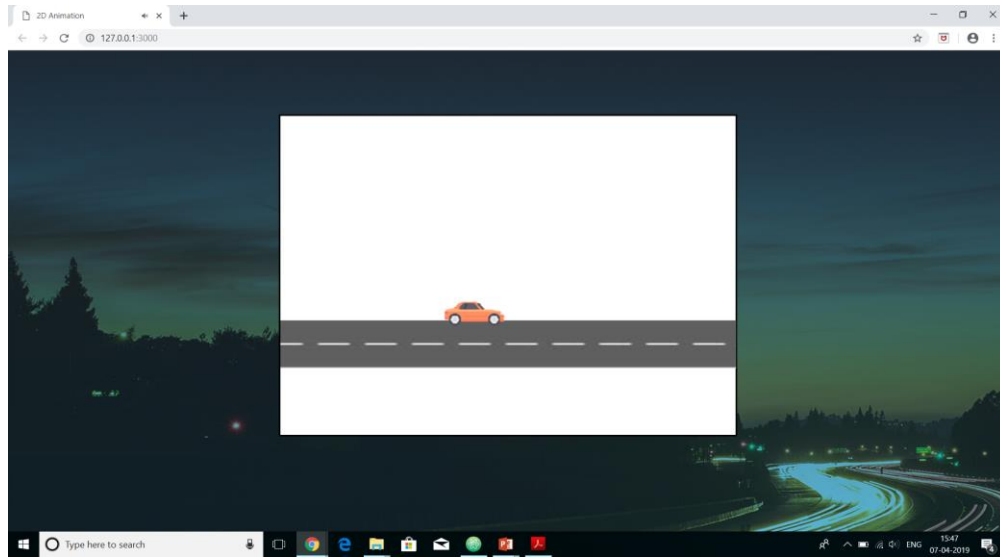 2D Animation
127.0.0.1:3000
Type here to search
ENG
15:47
07-04-2019